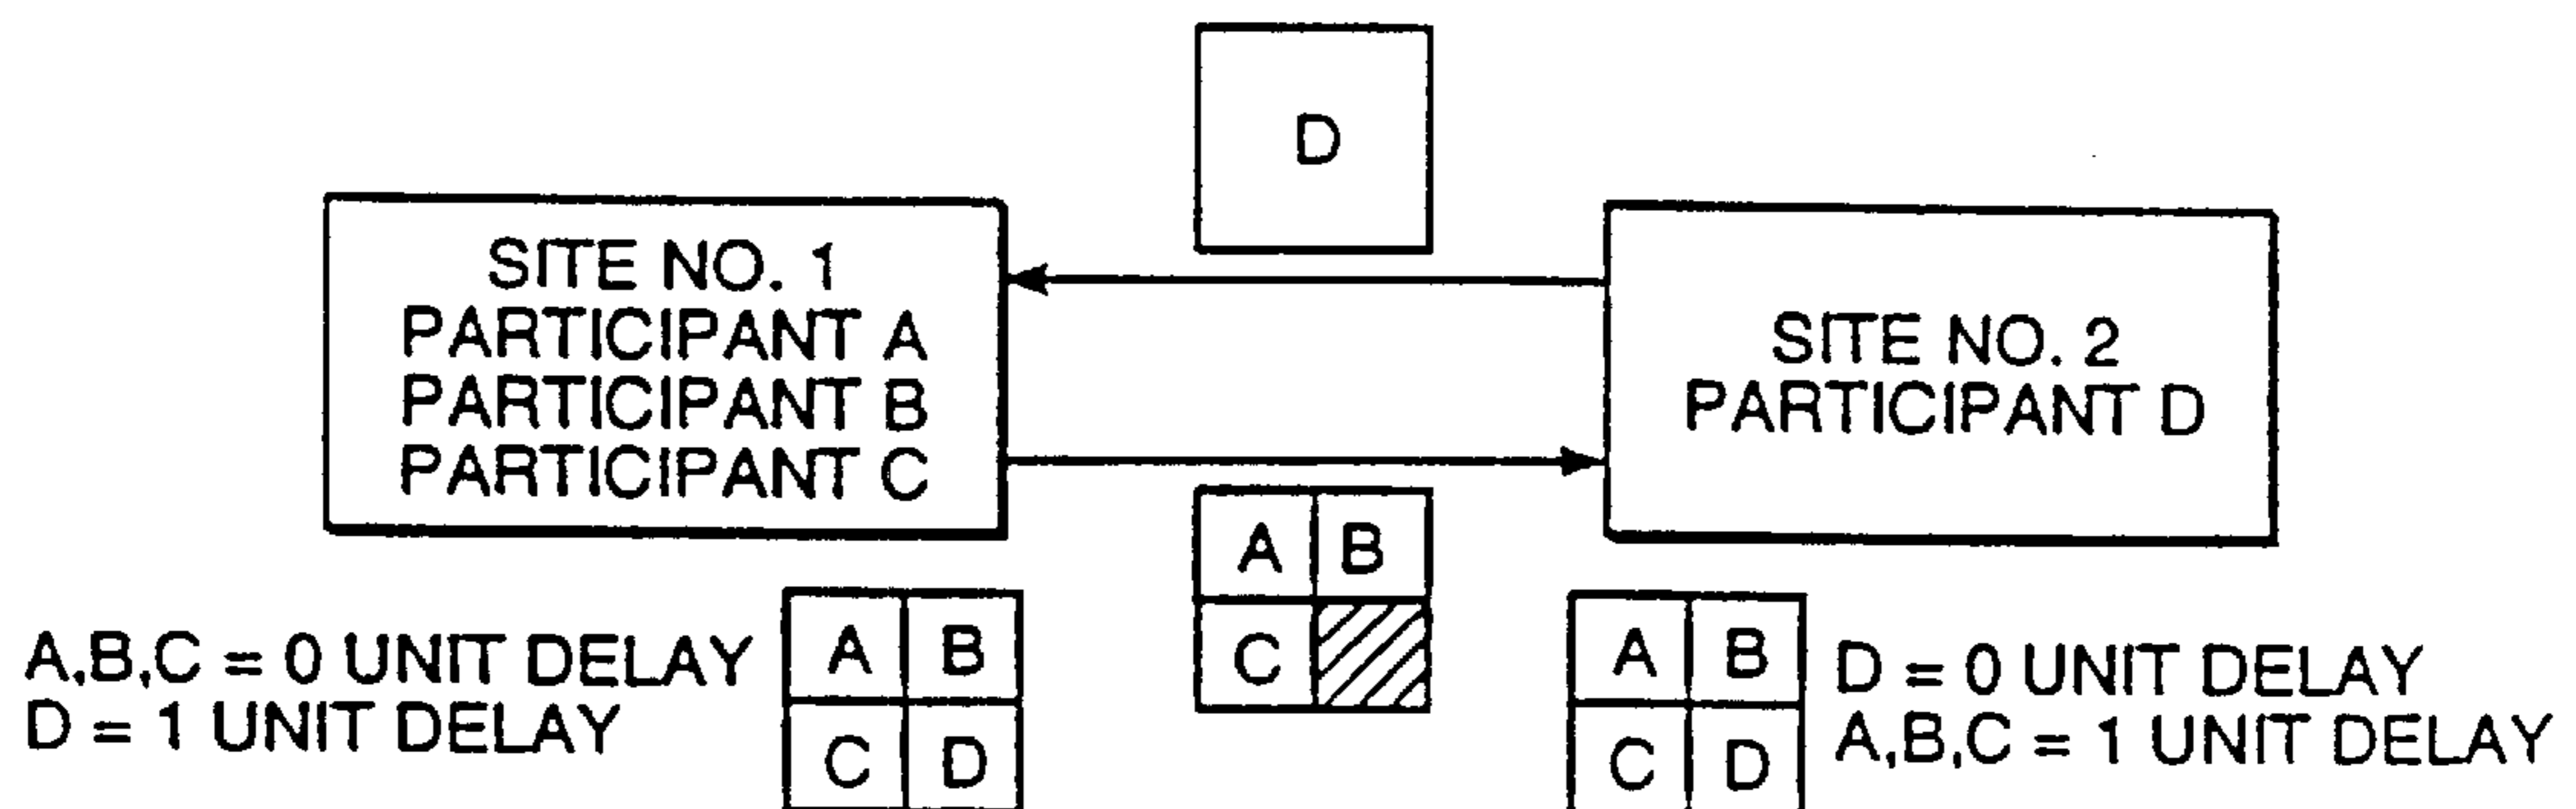 D
SITE NO. 1
PARTICIPANT A
PARTICIPANT B
PARTICIPANT C
SITE NO. 2
PARTICIPANT D
A B
C
A,B,C = 0 UNIT DELAY
D = 1 UNIT DELAY
A B
C D
A B
C D
D = 0 UNIT DELAY
A,B,C = 1 UNIT DELAY